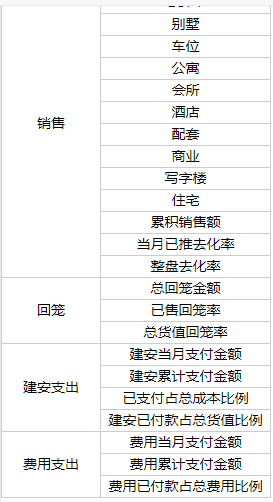 别墅
车位
公寓
会所
酒店
配套
商业
写字楼
住宅
累积销售额
当月已推去化率
整盘去化率
销售
总回笼金额
已售回笼率
总货值回笼率
回笼
建安当月支付金额
建安累计支付金额
已支付占总成本比例
建安已付款占总货值比例
建安支出
费用当月支付金额
费用累计支付金额
费用已付款占总费用比例
费用支出